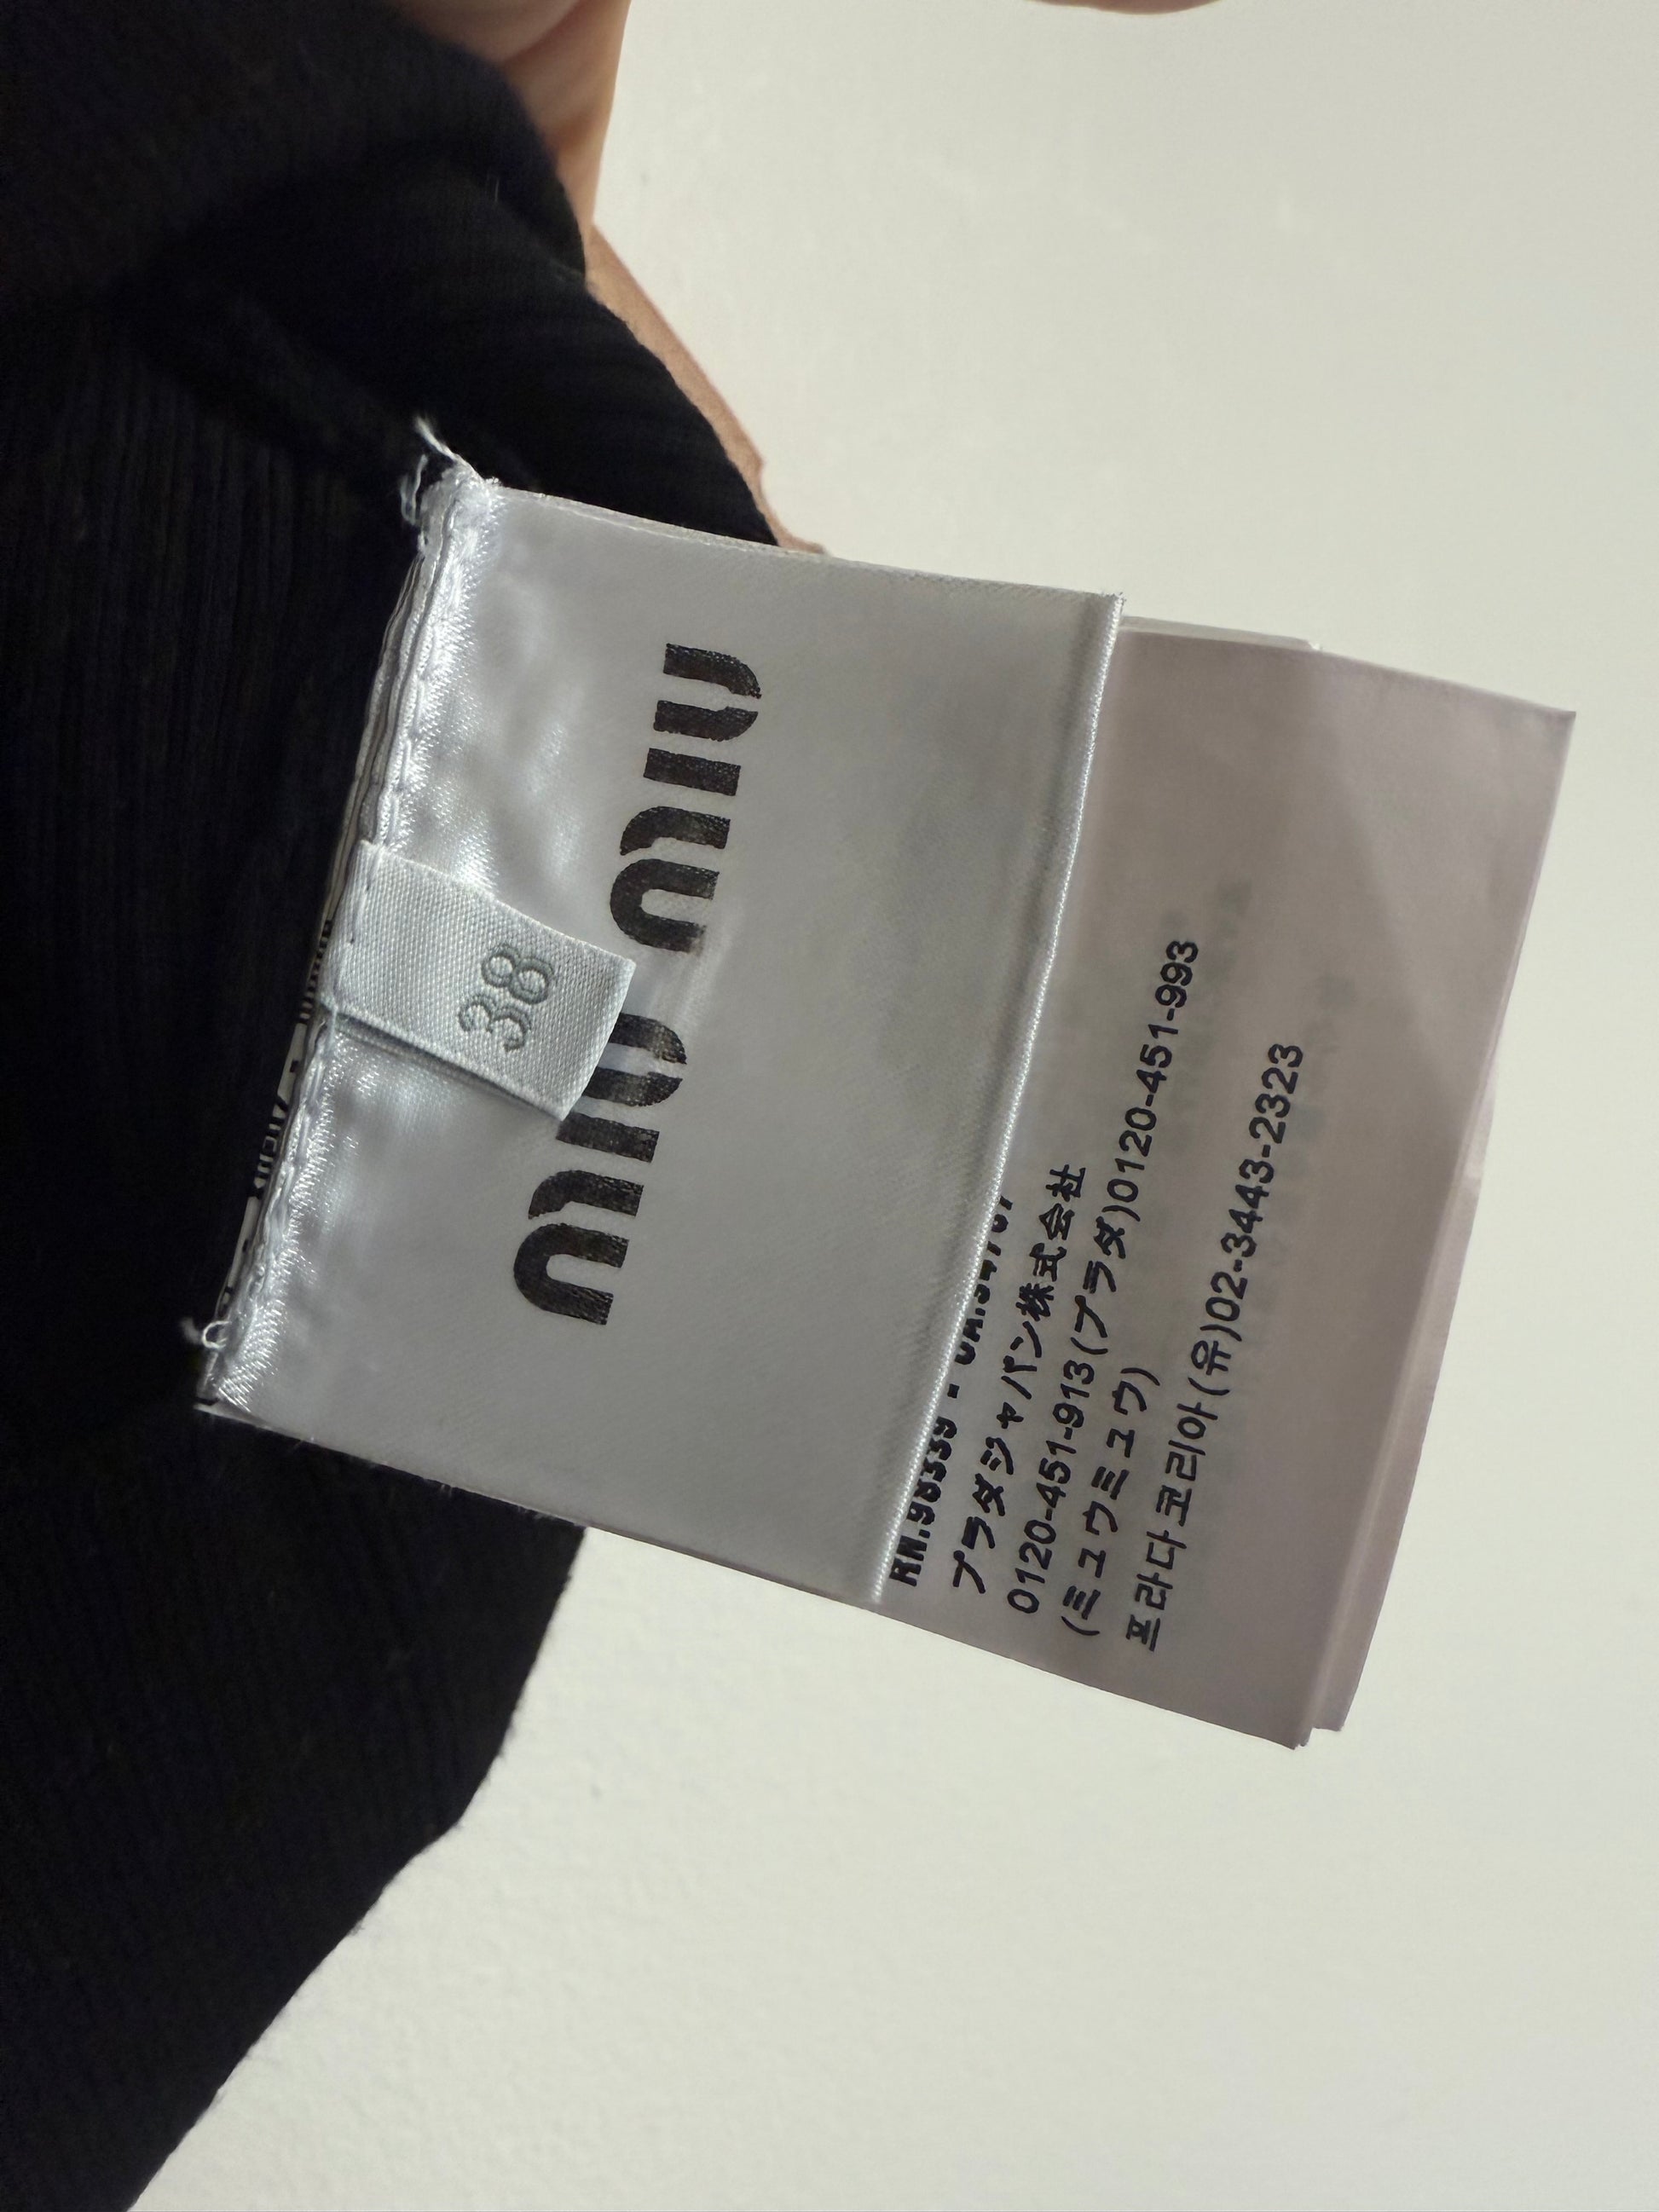 miu miu
38
プラダジャパン株式会社
0120-451-913(プラダ)0120-451-993
(ミュウミュウ)
프라다코리아(유)02-3443-2323